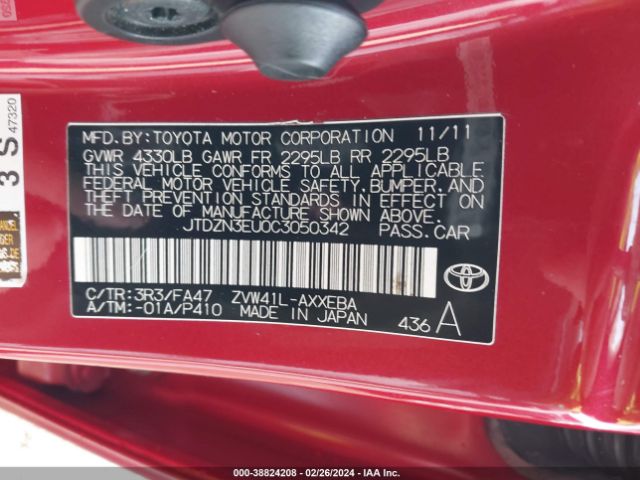 3 S 47320
MFD.BY:TOYOTA MOTOR CORPORATION 11/11
GVWR 4330LB GAWR FR 2295LB RR 2295LB
THIS VEHICLE CONFORMS TO ALL APPLICABLE
FEDERAL MOTOR VEHICLE SAFETY,BUMPER,AND
THEFT PREVENTION STANDARDS IN EFFECT ON
THE DATE OF MANUFACTURE SHOWN ABOVE.
JTDZN3EU0C3050342 PASS.CAR
C/TR:3R3/FA47 ZVW41L-AXXEBA
A/TM:-01A/P410 MADE IN JAPAN 436 A
TOYOTA
000-38824208 - 02/26/2024 - IAA Inc.